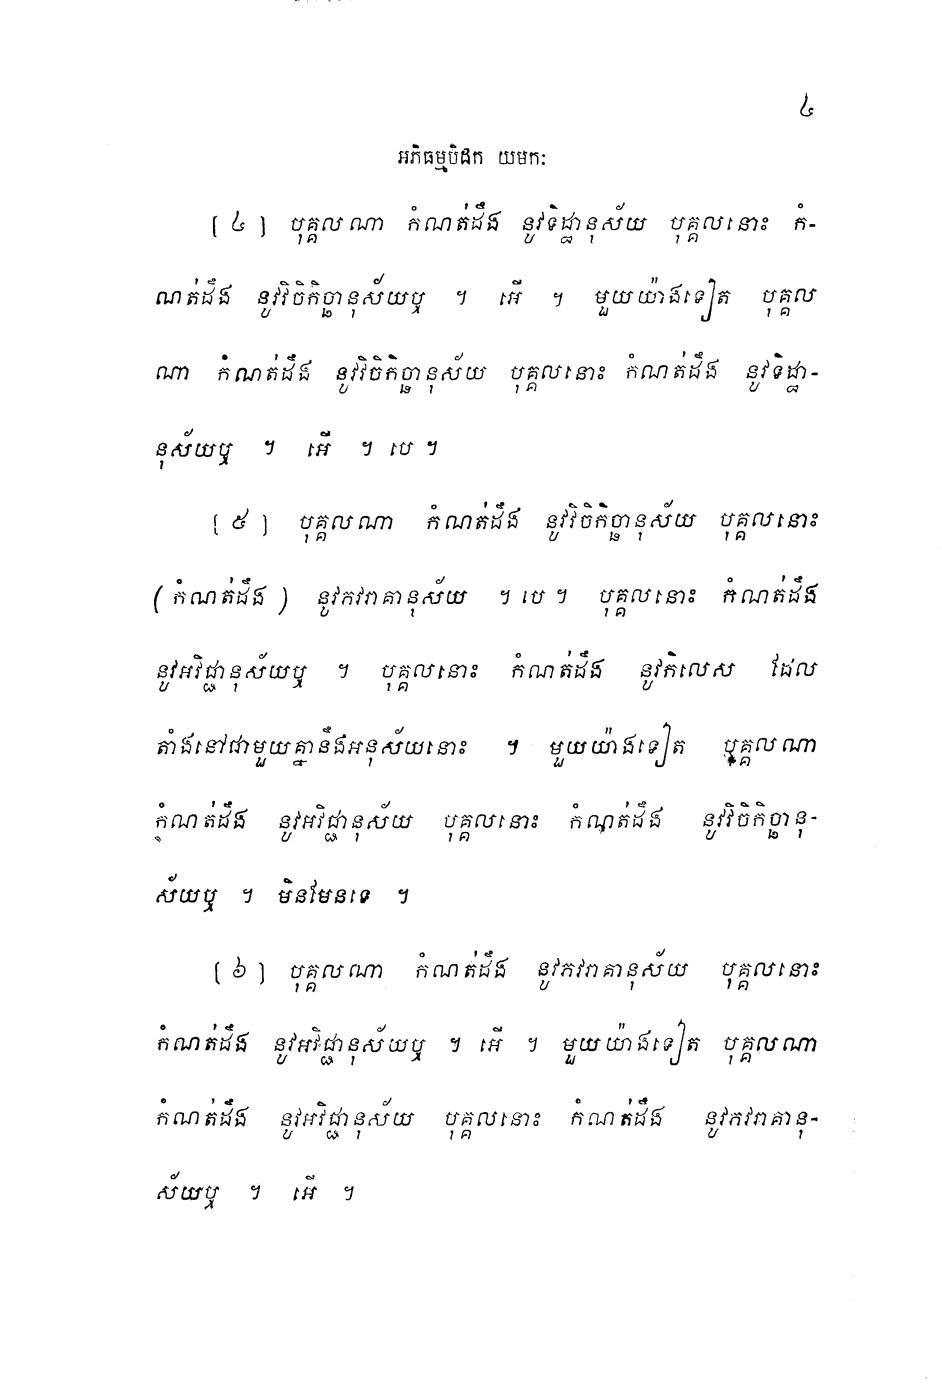 ៤
អភិធម្មបិដក យមកៈ
[ ៤ ] បុគ្គលណា កំណត់ដឹង នូវទិដ្ឋានុស័យ បុគ្គលនោះ កំ-
ណត់ដឹង នូវវិចិកិច្ឆានុស័យឬ ។ អើ ។ មួយយ៉ាងទៀត បុគ្គល
ណា កំណត់ដឹង នូវវិចិកិច្ឆានុស័យ បុគ្គលនោះ កំណត់ដឹង នូវទិដ្ឋា-
នុស័យឬ ។ អើ ។ បេ ។
[ ៥ ] បុគ្គលណា កំណត់ដឹង នូវវិចិកិច្ឆានុស័យ បុគ្គលនោះ
( កំណត់ដឹង ) នូវភវរាគានុស័យ ។ បេ ។ បុគ្គលនោះ កំណត់ដឹង
នូវអវិជ្ជានុស័យឬ ។ បុគ្គលនោះ កំណត់ដឹង នូវកិលេស ដែល
តាំងនៅជាមួយគ្នានឹងអនុស័យនោះ ។ មួយយ៉ាងទៀត បុគ្គលណា
កំណត់ដឹង នូវអវិជ្ជានុស័យ បុគ្គលនោះ កំណត់ដឹង នូវវិចិកិច្ឆានុ-
ស័យឬ ។ មិនមែនទេ ។
[ ៦ ] បុគ្គលណា កំណត់ដឹង នូវភវរាគានុស័យ បុគ្គលនោះ
កំណត់ដឹង នូវអវិជ្ជានុស័យឬ ។ អើ ។ មួយយ៉ាងទៀត បុគ្គលណា
កំណត់ដឹង នូវអវិជ្ជានុស័យ បុគ្គលនោះ កំណត់ដឹង នូវភវរាគានុ-
ស័យឬ ។ អើ ។